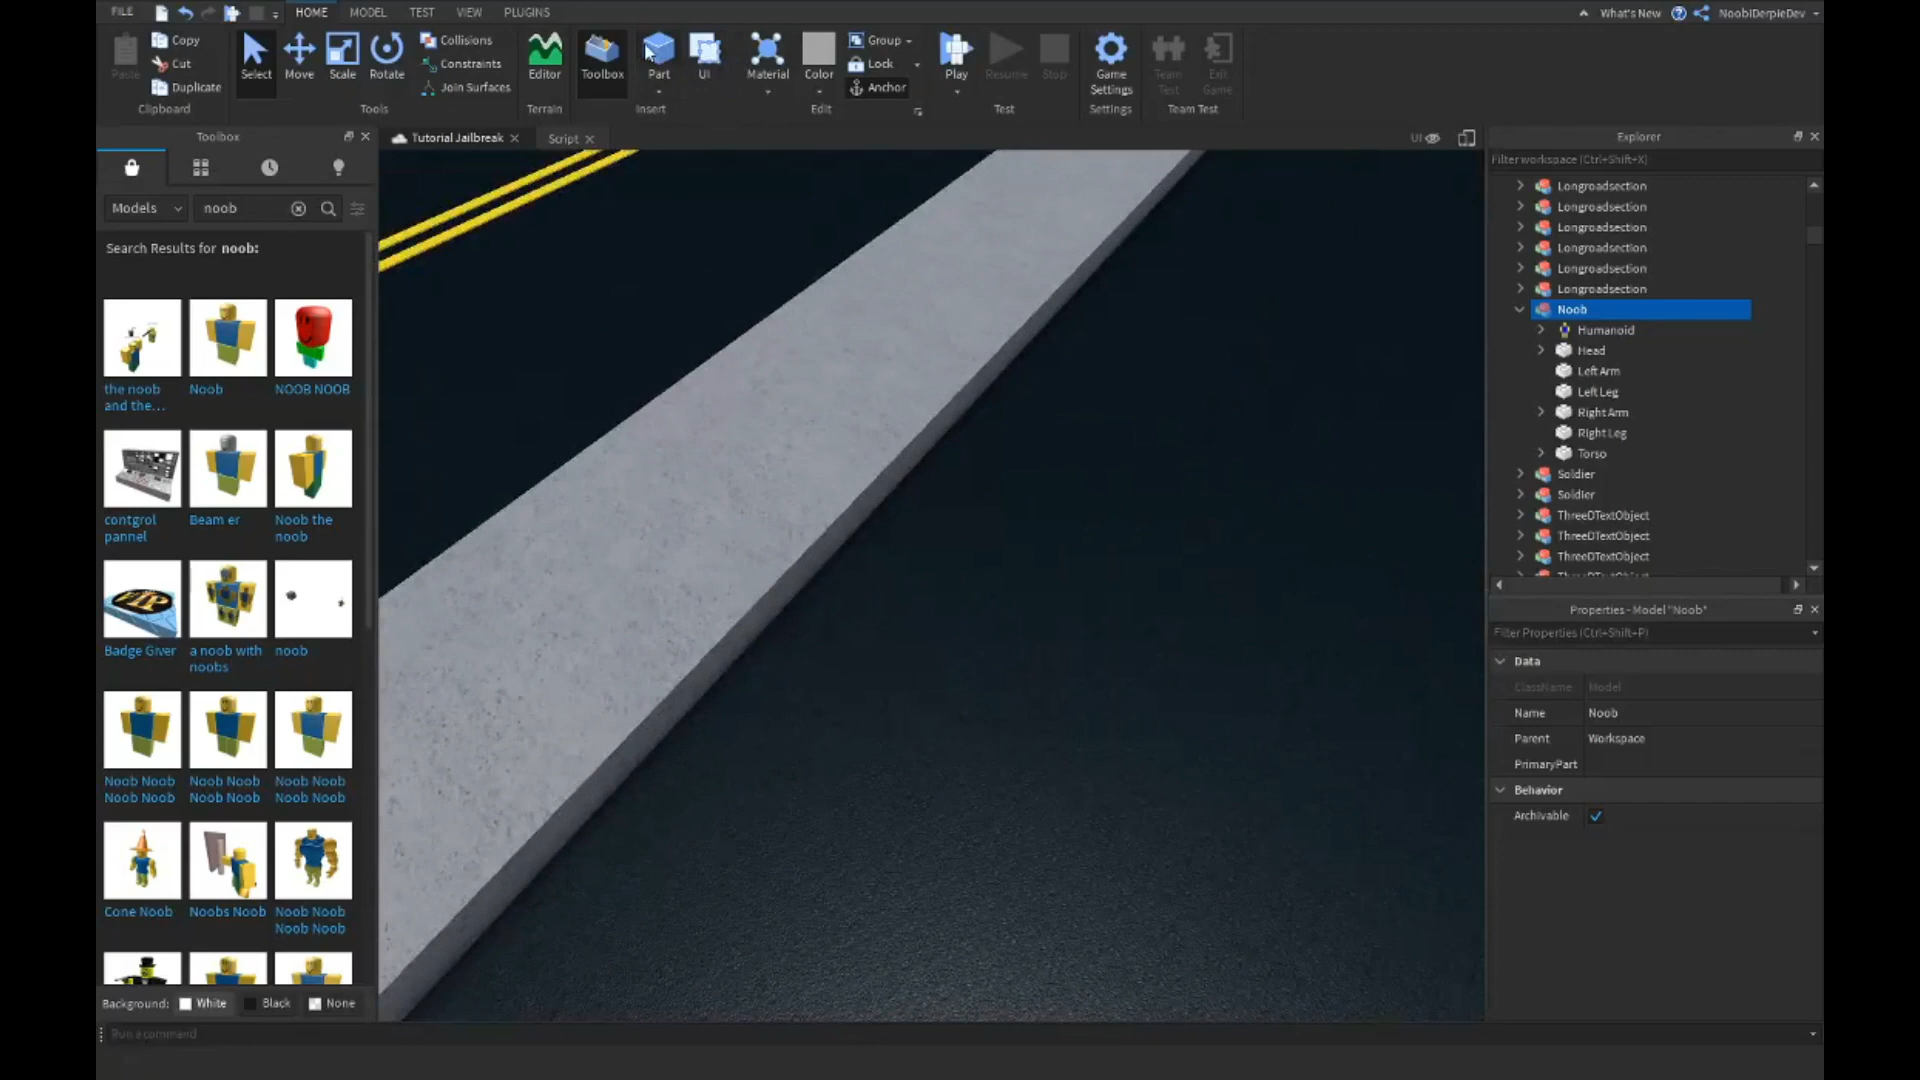 FILE HOME MODEL TEST VIEW PLUGINS What's New NoobIDerpieDev
Paste Copy Cut Duplicate Clipboard
Select Move Scale Rotate Collisions Constraints Join Surfaces Tools
Editor Terrain
Toolbox Part UI Insert
Material Color Group Lock Anchor Edit
Play Resume Stop Test
Game Settings Settings
Team Test Exit Game Team Test
Toolbox
Tutorial Jailbreak Script UI
Models noob
Search Results for noob:
the noob and the...
Noob
NOOB NOOB
contgrol pannel
Beam er
Noob the noob
VIP
Badge Giver
a noob with noobs
noob
Noob Noob Noob Noob
Noob Noob Noob Noob
Noob Noob Noob Noob
Cone Noob
Noobs Noob
Noob Noob Noob Noob
Background: White Black None
Run a command
Explorer
Filter workspace (Ctrl+Shift+X)
Longroadsection
Longroadsection
Longroadsection
Longroadsection
Longroadsection
Longroadsection
Noob
Humanoid
Head
Left Arm
Left Leg
Right Arm
Right Leg
Torso
Soldier
Soldier
ThreeDTextObject
ThreeDTextObject
ThreeDTextObject
ThreeDTextObject
Properties - Model "Noob"
Filter Properties (Ctrl+Shift+P)
Data
ClassName Model
Name Noob
Parent Workspace
PrimaryPart
Behavior
Archivable